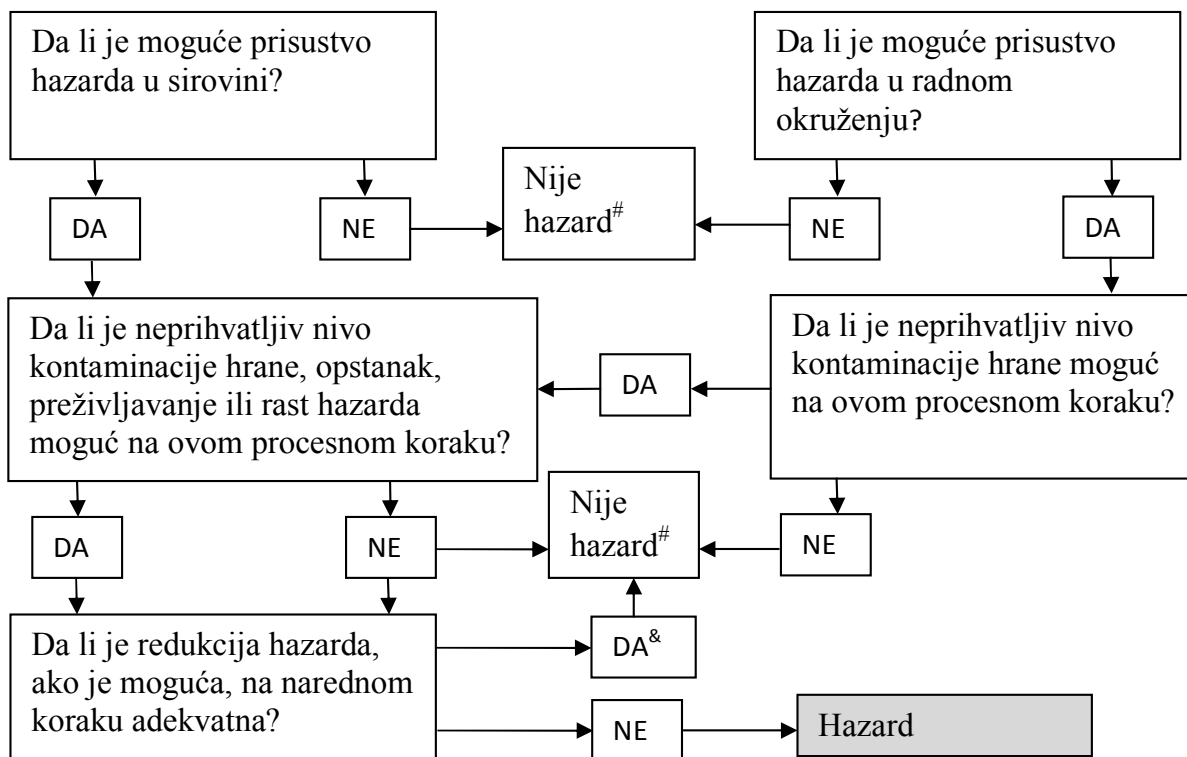 Da li je moguće prisustvo
hazarda u sirovini?
Da li je moguće prisustvo
hazarda u radnom
okruženju?
Nije
hazard#
DA
NE
NE
DA
Da li je neprihvatljiv nivo
kontaminacije hrane, opstanak,
preživljavanje ili rast hazarda
moguć na ovom procesnom koraku?
DA
Da li je neprihvatljiv nivo
kontaminacije hrane moguć
na ovom procesnom koraku?
Nije
hazard#
DA
NE
NE
Da li je redukcija hazarda,
ako je moguća, na narednom
koraku adekvatna?
DA&
NE
Hazard